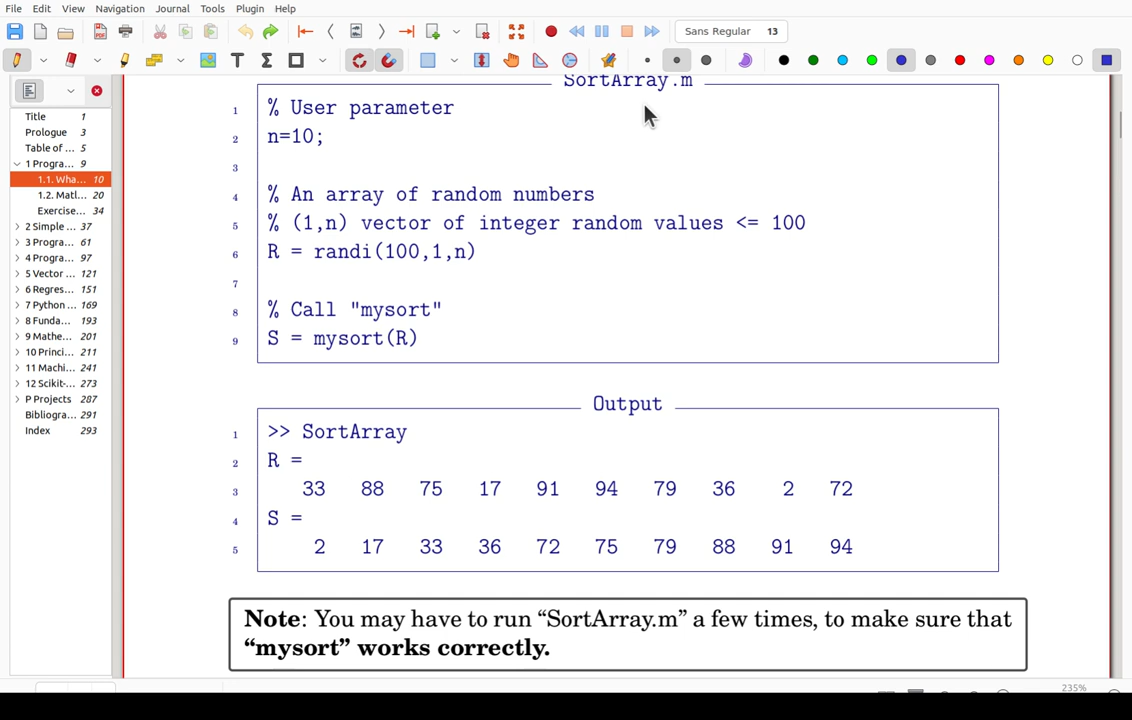 File Edit View Navigation Journal Tools Plugin Help
Sans Regular 13
Title 1
Prologue 3
Table of ... 5
1 Progra... 9
1.1. Wha... 10
1.2. Matl... 20
Exercise... 34
2 Simple ... 37
3 Progra... 61
4 Progra... 97
5 Vector ... 121
6 Regres... 151
7 Python ... 169
8 Funda... 193
9 Mathe... 201
10 Princi... 211
11 Machi... 241
12 Scikit-... 273
P Projects 287
Bibliogra... 291
Index 293
SortArray.m
1 % User parameter
2 n=10;
3
4 % An array of random numbers
5 % (1,n) vector of integer random values <= 100
6 R = randi(100,1,n)
7
8 % Call "mysort"
9 S = mysort(R)
Output
1 >> SortArray
2 R =
3 33 88 75 17 91 94 79 36 2 72
4 S =
5 2 17 33 36 72 75 79 88 91 94
Note: You may have to run “SortArray.m” a few times, to make sure that
“mysort” works correctly.
235%